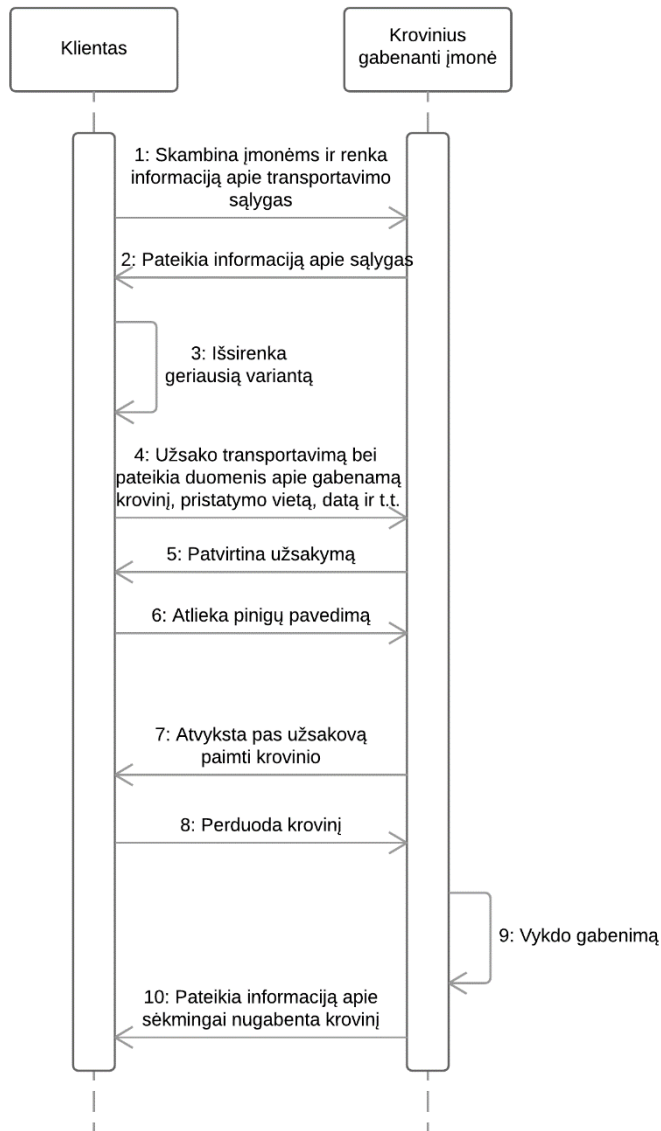 Klientas
Krovinius
gabenanti įmonė
1: Skambina įmonėms ir renka
informaciją apie transportavimo
sąlygas
2: Pateikia informaciją apie sąlygas
3: Išsirenka
geriausią variantą
4: Užsako transportavimą bei
pateikia duomenis apie gabenamą
krovinį, pristatymo vietą, datą ir t.t.
5: Patvirtina užsakymą
6: Atlieka pinigų pavedimą
7: Atvyksta pas užsakovą
paimti krovinio
8: Perduoda krovinį
9: Vykdo gabenimą
10: Pateikia informaciją apie
sėkmingai nugabenta krovinį